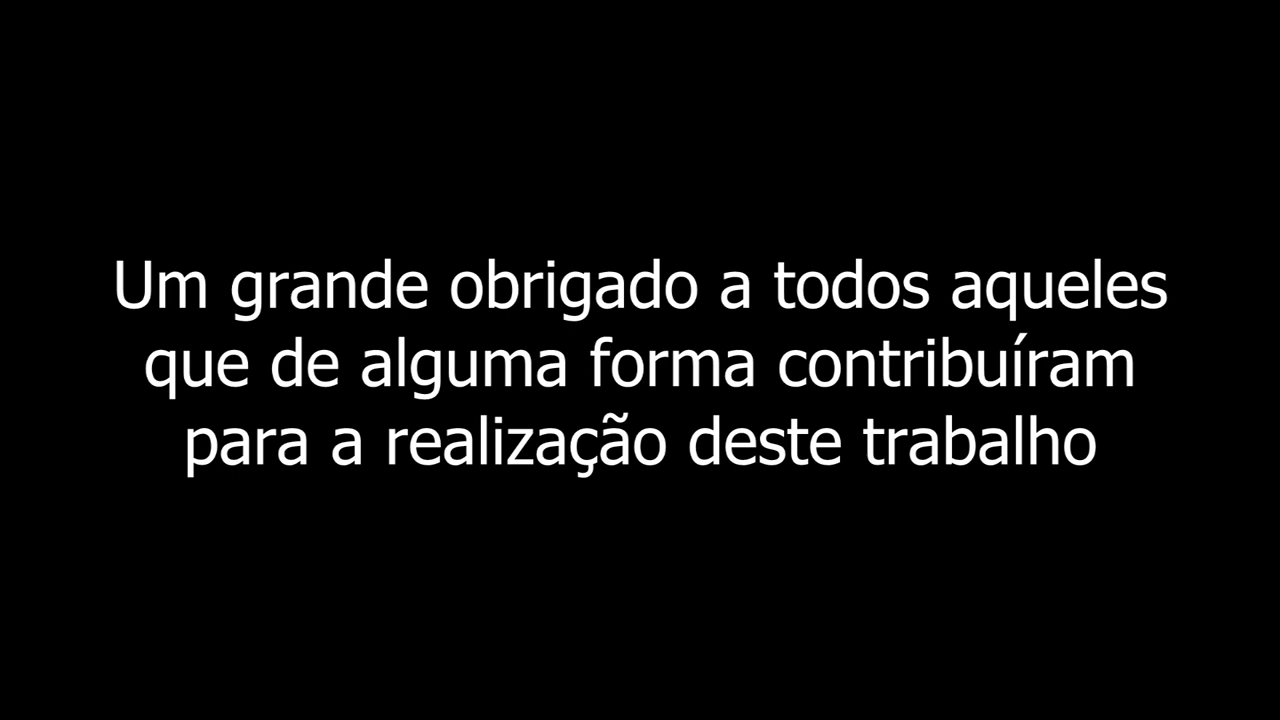 Um grande obrigado a todos aqueles
que de alguma forma contribuíram
para a realização deste trabalho